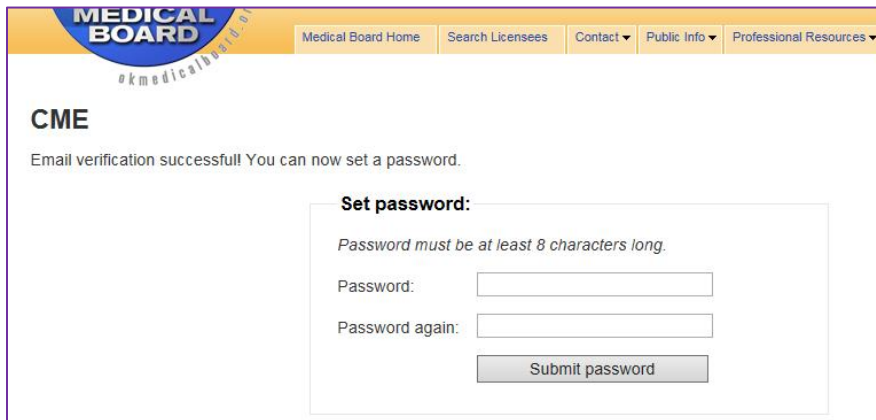 MEDICAL
BOARD
okmedicalboard.or
Medical Board Home Search Licensees Contact Public Info Professional Resources
CME
Email verification successful! You can now set a password.
Set password:
Password must be at least 8 characters long.
Password:
Password again:
Submit password